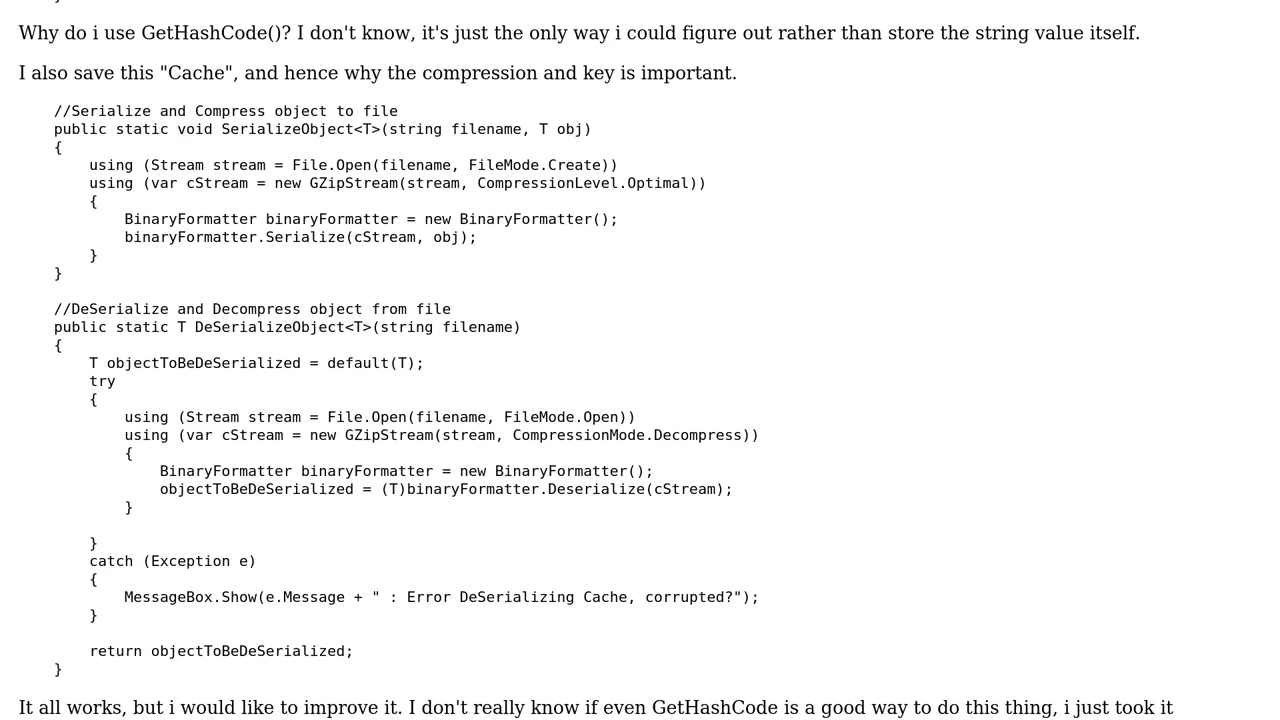 Why do i use GetHashCode()? I don't know, it's just the only way i could figure out rather than store the string value itself.
I also save this "Cache", and hence why the compression and key is important.
//Serialize and Compress object to file
public static void SerializeObject<T>(string filename, T obj)
{
    using (Stream stream = File.Open(filename, FileMode.Create))
    using (var cStream = new GZipStream(stream, CompressionLevel.Optimal))
    {
        BinaryFormatter binaryFormatter = new BinaryFormatter();
        binaryFormatter.Serialize(cStream, obj);
    }
}
//DeSerialize and Decompress object from file
public static T DeSerializeObject<T>(string filename)
{
    T objectToBeDeSerialized = default(T);
    try
    {
        using (Stream stream = File.Open(filename, FileMode.Open))
        using (var cStream = new GZipStream(stream, CompressionMode.Decompress))
        {
            BinaryFormatter binaryFormatter = new BinaryFormatter();
            objectToBeDeSerialized = (T)binaryFormatter.Deserialize(cStream);
        }
    }
    catch (Exception e)
    {
        MessageBox.Show(e.Message + " : Error DeSerializing Cache, corrupted?");
    }
    return objectToBeDeSerialized;
}
It all works, but i would like to improve it. I don't really know if even GetHashCode is a good way to do this thing, i just took it